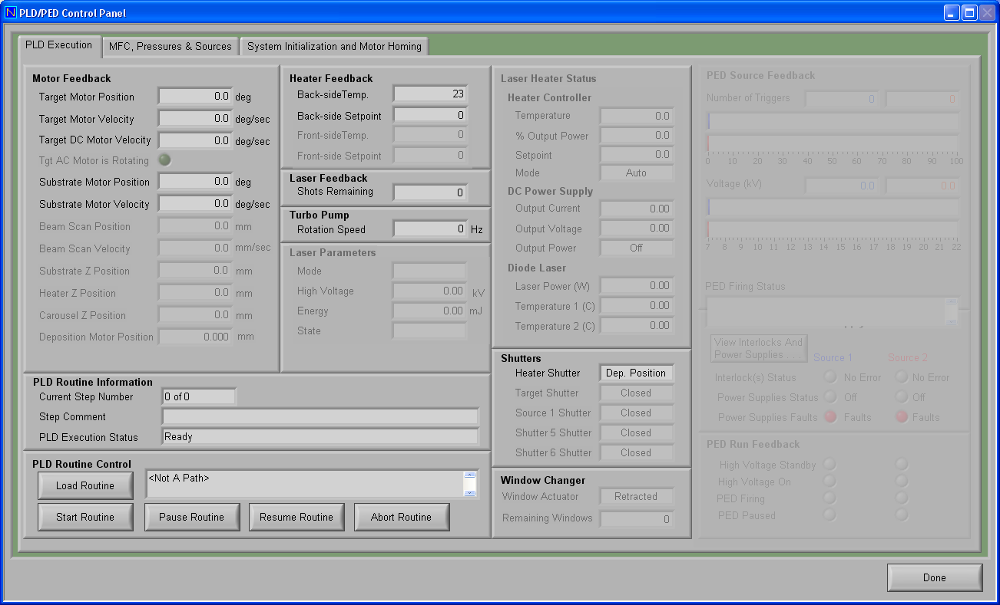 PLD/PED Control Panel
PLD Execution
MFC, Pressures & Sources
System Initialization and Motor Homing
Motor Feedback
Target Motor Position 0.0 deg
Target Motor Velocity 0.0 deg/sec
Target DC Motor Velocity 0.0 deg/sec
Tgt AC Motor is Rotating
Substrate Motor Position 0.0 deg
Substrate Motor Velocity 0.0 deg/sec
Beam Scan Position 0.0 mm
Beam Scan Velocity 0.0 mm/sec
Substrate Z Position 0.0 mm
Heater Z Position 0.0 mm
Carousel Z Position 0.0 mm
Deposition Motor Position 0.000 mm
Heater Feedback
Back-sideTemp. 23
Back-side Setpoint 0
Front-sideTemp. 0
Front-side Setpoint 0
Laser Feedback
Shots Remaining 0
Turbo Pump
Rotation Speed 0 Hz
Laser Parameters
Mode
High Voltage 0.00 kV
Energy 0.00 mJ
State
PLD Routine Information
Current Step Number 0 of 0
Step Comment
PLD Execution Status Ready
PLD Routine Control
Load Routine
<Not A Path>
Start Routine
Pause Routine
Resume Routine
Abort Routine
Laser Heater Status
Heater Controller
Temperature 0.0
% Output Power 0.0
Setpoint 0.0
Mode Auto
DC Power Supply
Output Current 0.00
Output Voltage 0.00
Output Power Off
Diode Laser
Laser Power (W) 0.00
Temperature 1 (C) 0.00
Temperature 2 (C) 0.00
Shutters
Heater Shutter Dep. Position
Target Shutter Closed
Source 1 Shutter Closed
Shutter 5 Shutter Closed
Shutter 6 Shutter Closed
Window Changer
Window Actuator Retracted
Remaining Windows 0
PED Source Feedback
Number of Triggers 0 0
0 10 20 30 40 50 60 70 80 90 100
Voltage (kV) 0.0 0.0
7 8 9 10 11 12 13 14 15 16 17 18 19 20 21 22
PED Firing Status
View Interlocks And
Power Supplies . . .
Source 1 Source 2
Interlock(s) Status No Error No Error
Power Supplies Status Off Off
Power Supplies Faults Faults Faults
PED Run Feedback
High Voltage Standby
High Voltage On
PED Firing
PED Paused
Done